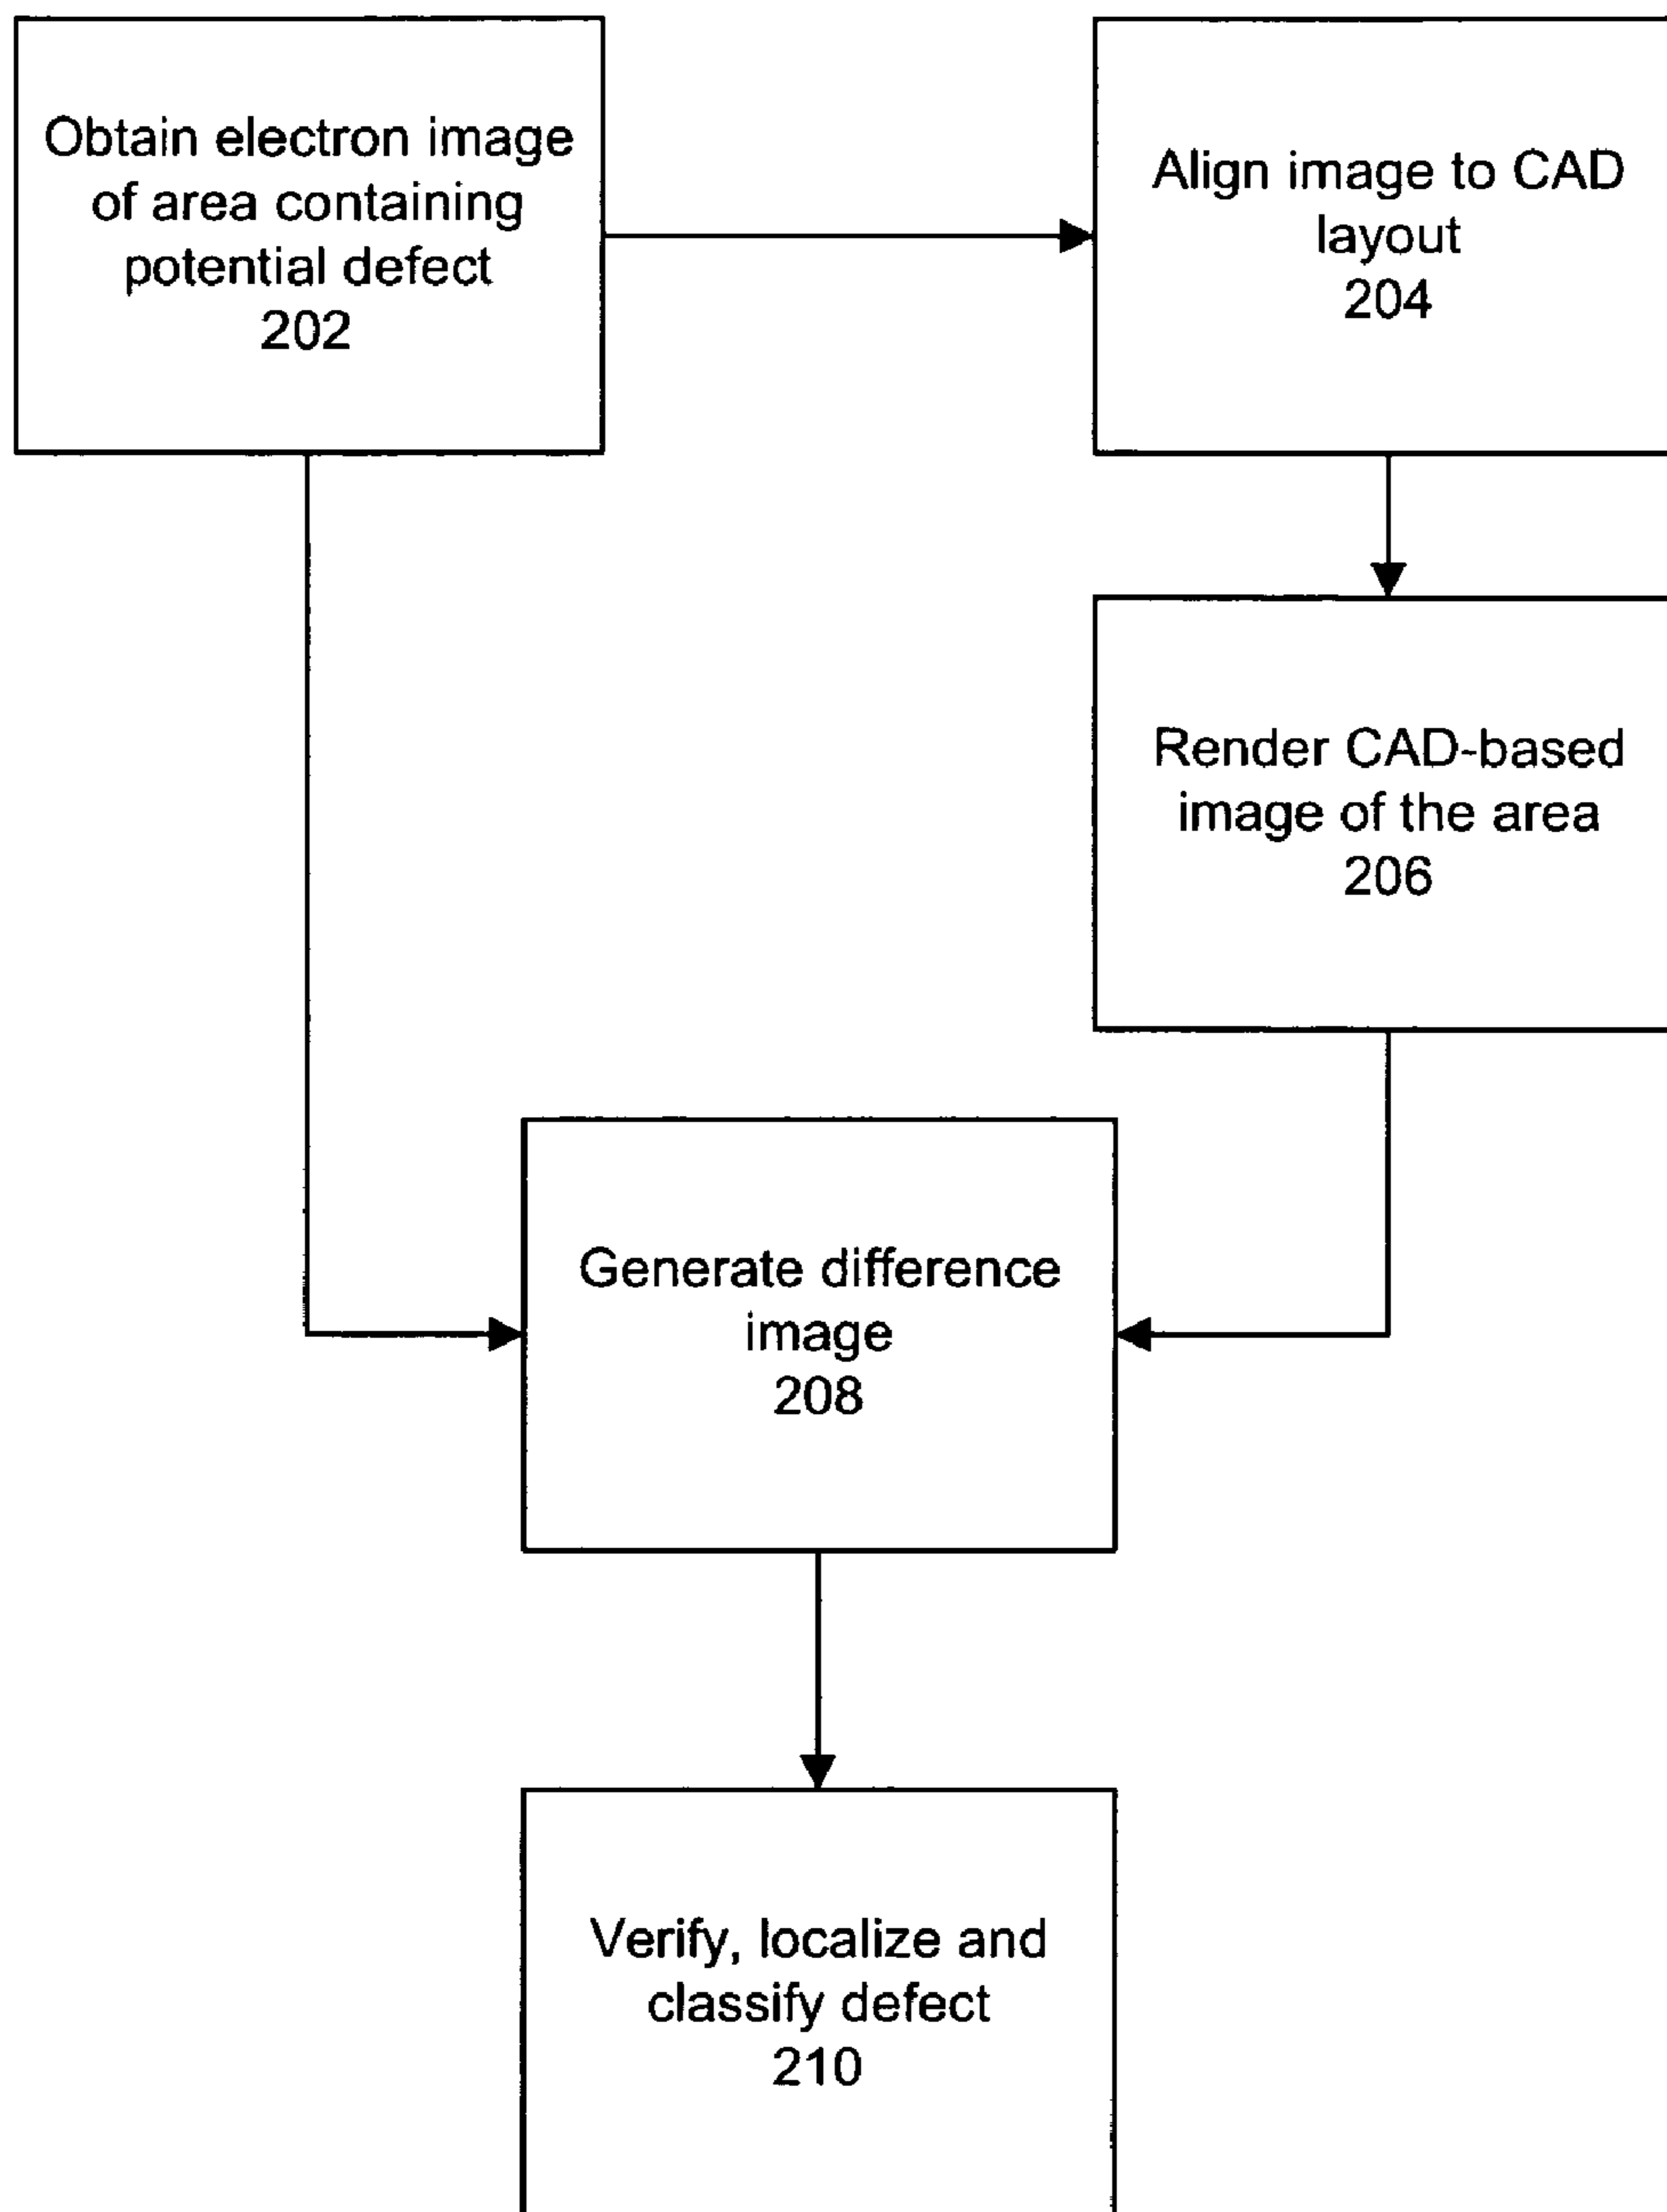 Obtain electron image
of area containing
potential defect
202
Align image to CAD
layout
204
Render CAD-based
image of the area
206
Generate difference
image
208
Verify, localize and
classify defect
210